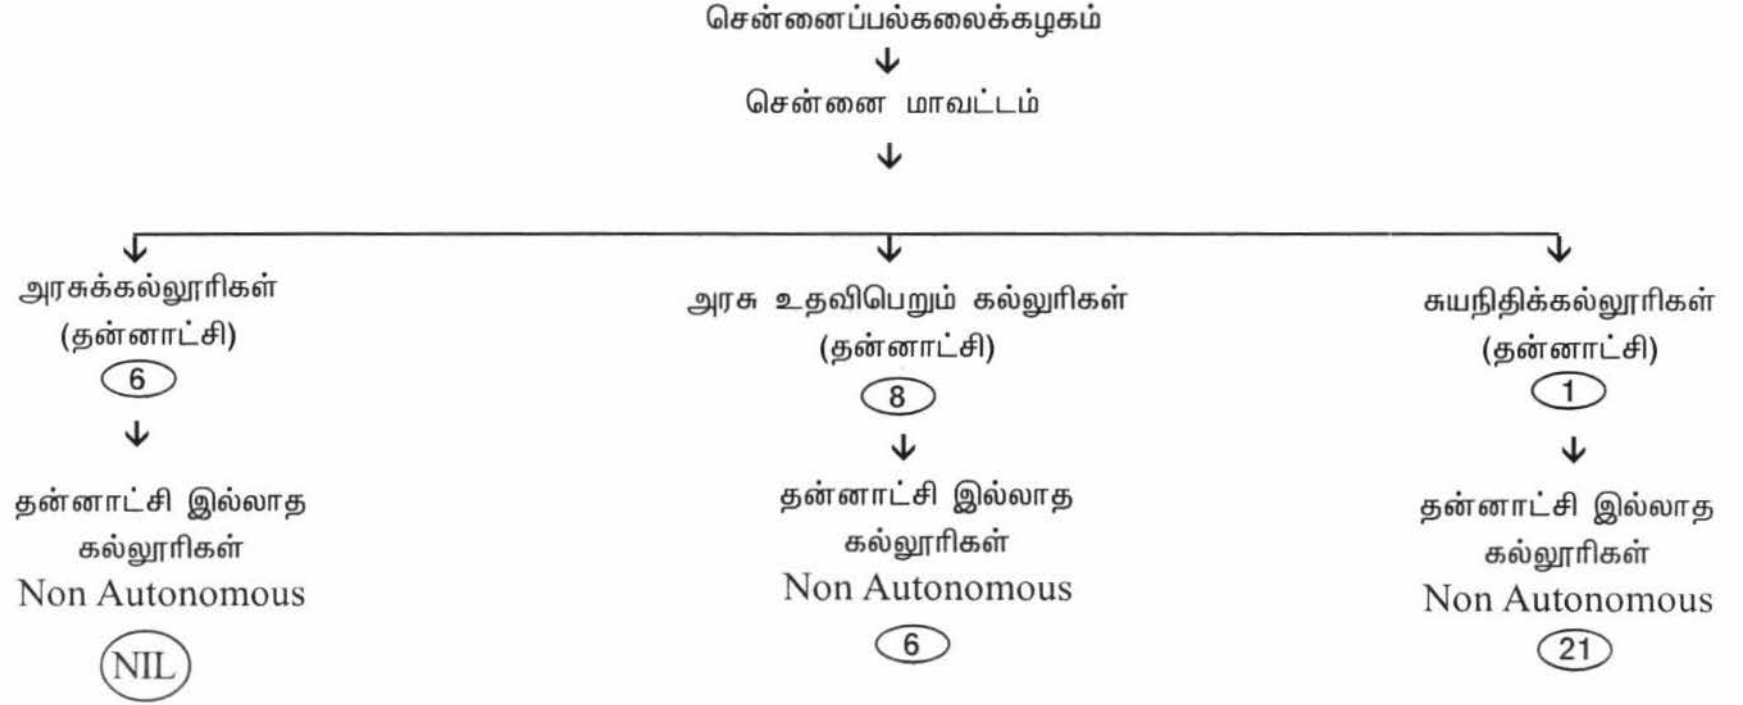 சென்னைப்பல்கலைக்கழகம்
சென்னை மாவட்டம்
அரசுக்கல்லூரிகள்
(தன்னாட்சி)
6
தன்னாட்சி இல்லாத
கல்லூரிகள்
Non Autonomous
NIL
அரசு உதவிபெறும் கல்லுரிகள்
(தன்னாட்சி)
8
தன்னாட்சி இல்லாத
கல்லூரிகள்
Non Autonomous
6
சுயநிதிக்கல்லூரிகள்
(தன்னாட்சி)
1
தன்னாட்சி இல்லாத
கல்லூரிகள்
Non Autonomous
21